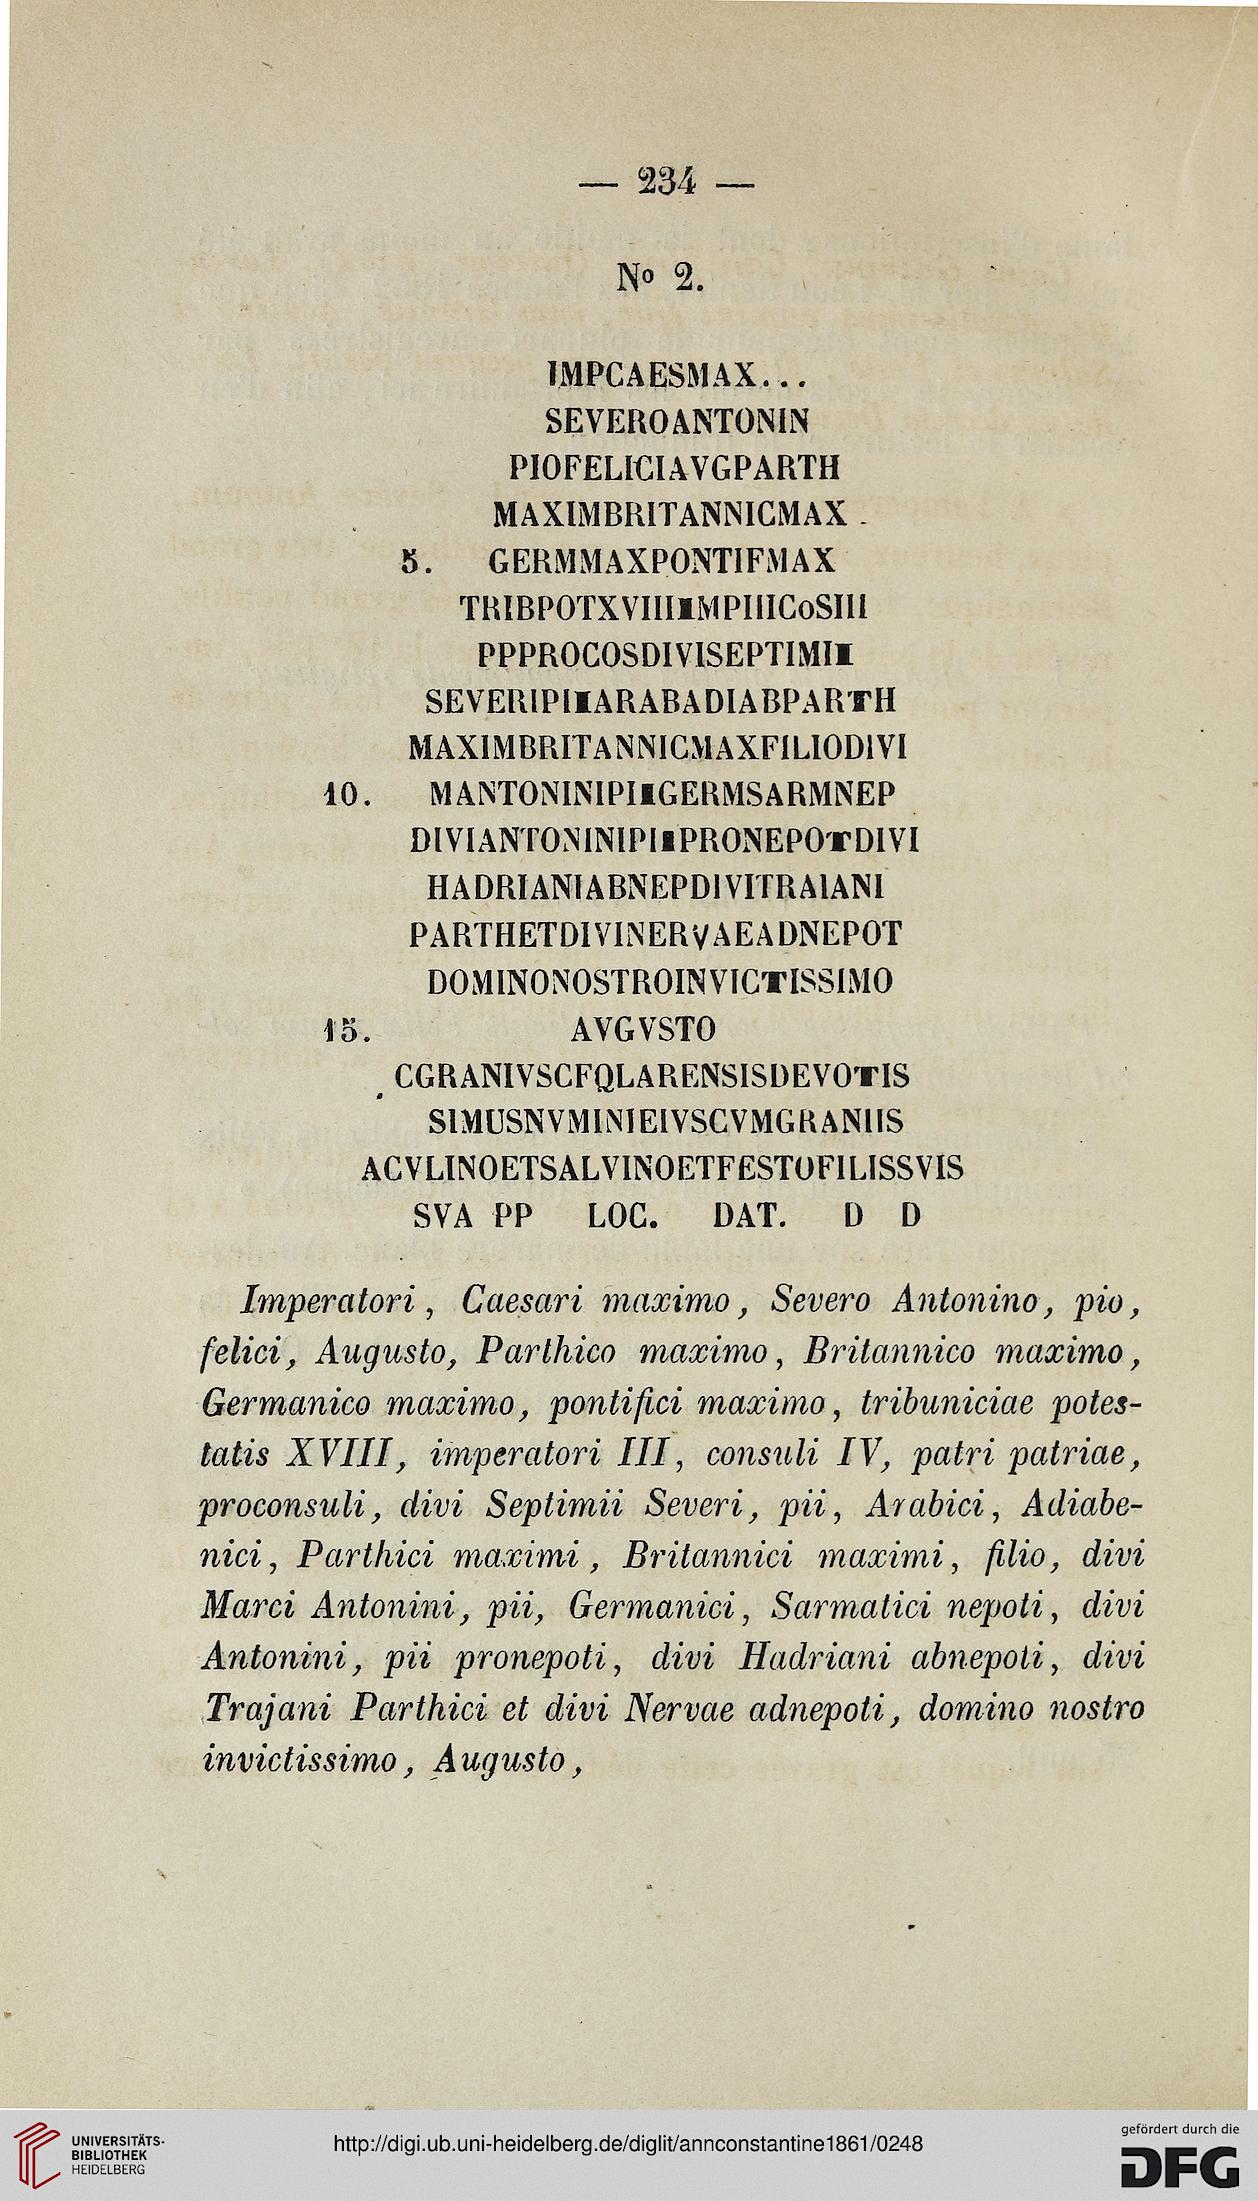 — 234 —
No 2.
IMPCAESMAX...
SEVEROANTONIN
PIOFELICIAVGPARTH
MAXIMBRITANNICMAX
5. GERMMAXPONTIFMAX
TRIBPOTXVIIIIMPIIICoSIII
PPPROCOSDIVISEPTIMII
SEVERIPIIARABADIABPARTH
MAXIMBRITANNICMAXFILIODIVI
10. MANTONINIPIIGERMSARMNEP
DIVIANTONINIPIIPRONEPOTDIVI
HADRIANIABNEPDIVITRAIANI
PARTHETDIVINERVAEADNEPOT
DOMINONOSTROINVICTISSIMO
15. AVGVSTO
CGRANIVSCFQLARENSISDEVOTIS
SIMUSNVMINIEIVSCVMGRANIIS
ACVLINOETSALVINOETFESTOFILISSVIS
SVA PP LOC. DAT. D D
Imperatori, Caesari maximo, Severo Antonino, pio,
felici, Augusto, Parthico maximo, Britannico maximo,
Germanico maximo, pontifici maximo, tribuniciae potes-
tatis XVIII, imperatori III, consuli IV, patri patriae,
proconsuli, divi Septimii Severi, pii, Arabici, Adiabe-
nici, Parthici maximi, Britannici maximi, filio, divi
Marci Antonini, pii, Germanici, Sarmatici nepoti, divi
Antonini, pii pronepoti, divi Hadriani abnepoti, divi
Trajani Parthici et divi Nervae adnepoti, domino nostro
invictissimo, Augusto,
UNIVERSITÄTS-
BIBLIOTHEK
HEIDELBERG
http://digi.ub.uni-heidelberg.de/diglit/annconstantine1861/0248
gefördert durch die
DFG